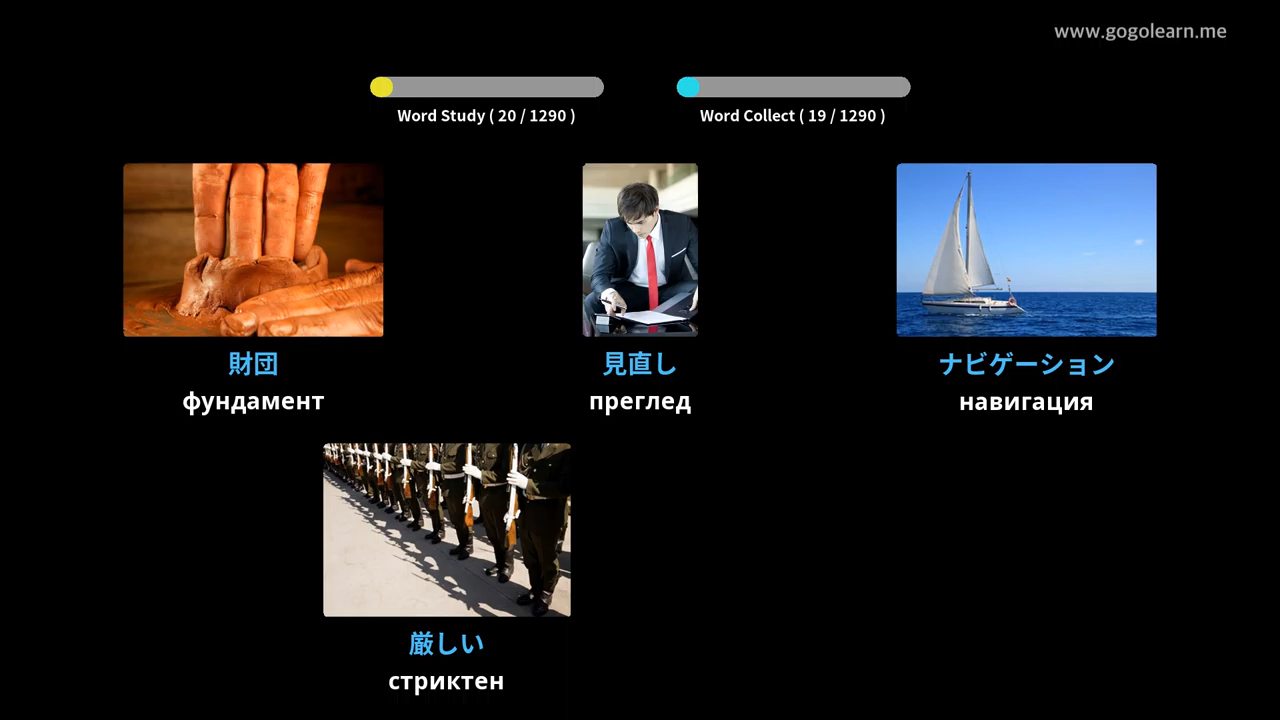 www.gogolearn.me
Word Study ( 20 / 1290 )
Word Collect ( 19 / 1290 )
財団
фундамент
見直し
преглед
ナビゲーション
навигация
厳しい
стриктен